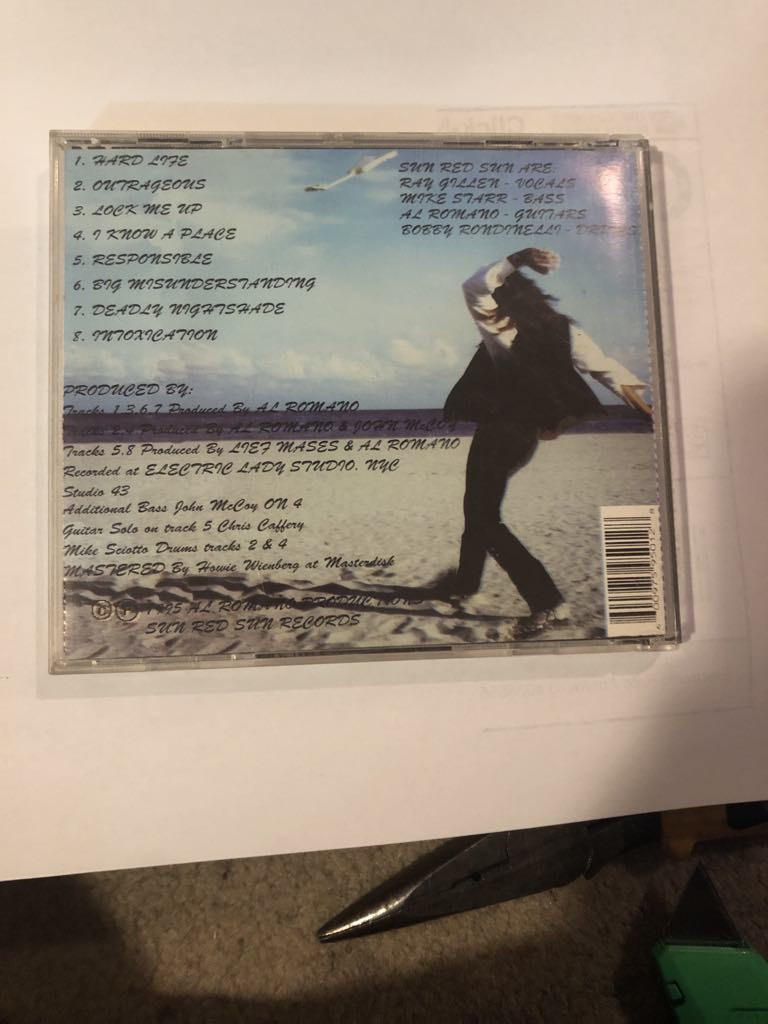 1. HARD LIFE
2. OUTRAGEOUS
3. LOCK ME UP
4. I KNOW A PLACE
5. RESPONSIBLE
6. BIG MISUNDERSTANDING
7. DEADLY NIGHTSHADE
8. INTOXICATION
SUN RED SUN ARE:
RAY GILLEN - VOCALS
MIKE STARR - BASS
AL ROMANO - GUITARS
BOBBY RONDINELLI - DRUMS
PRODUCED BY:
Tracks 1,3,6,7 Produced By AL ROMANO
Tracks 2,4 Produced By AL ROMANO & JOHN McCOY
Tracks 5,8 Produced By LIEF MASES & AL ROMANO
Recorded at ELECTRIC LADY STUDIO, NYC
Studio 43
Additional Bass John McCoy ON 4
Guitar Solo on track 5 Chris Caffery
Mike Sciotto Drums tracks 2 & 4
MASTERED By Howie Wienberg at Masterdisk
© ℗ 1995 AL ROMANO PRODUCTIONS
SUN RED SUN RECORDS